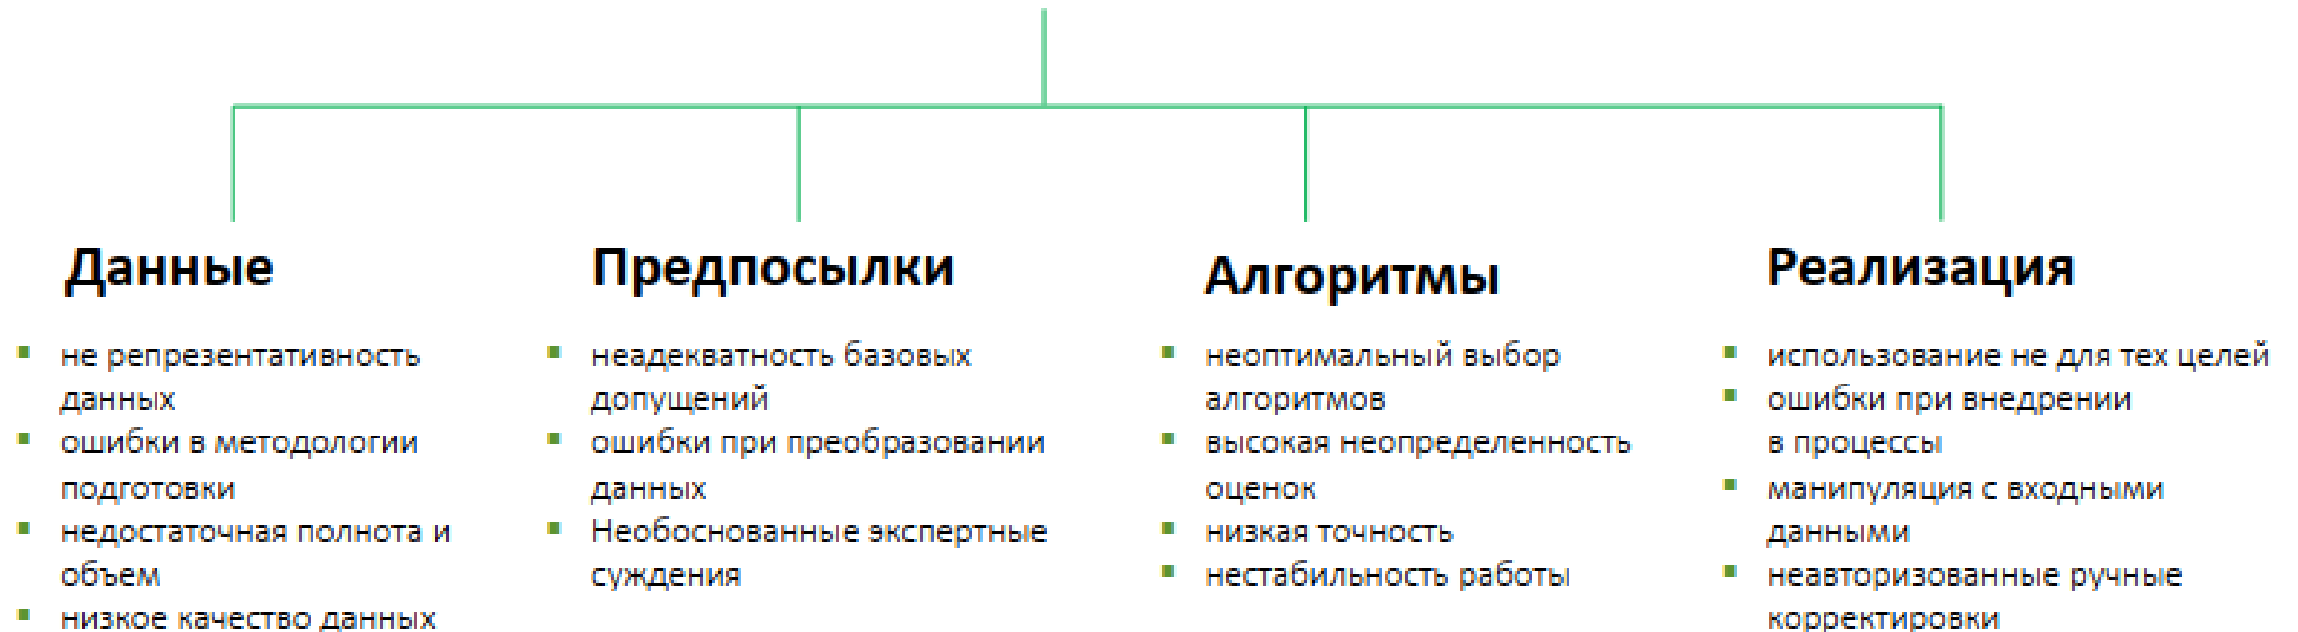 Данные
▪ не репрезентативность
данных
▪ ошибки в методологии
подготовки
▪ недостаточная полнота и
объем
▪ низкое качество данных
Предпосылки
▪ неадекватность базовых
допущений
▪ ошибки при преобразовании
данных
▪ Необоснованные экспертные
суждения
Алгоритмы
▪ неоптимальный выбор
алгоритмов
▪ высокая неопределенность
оценок
▪ низкая точность
▪ нестабильность работы
Реализация
▪ использование не для тех целей
▪ ошибки при внедрении
в процессы
▪ манипуляция с входными
данными
▪ неавторизованные ручные
корректировки